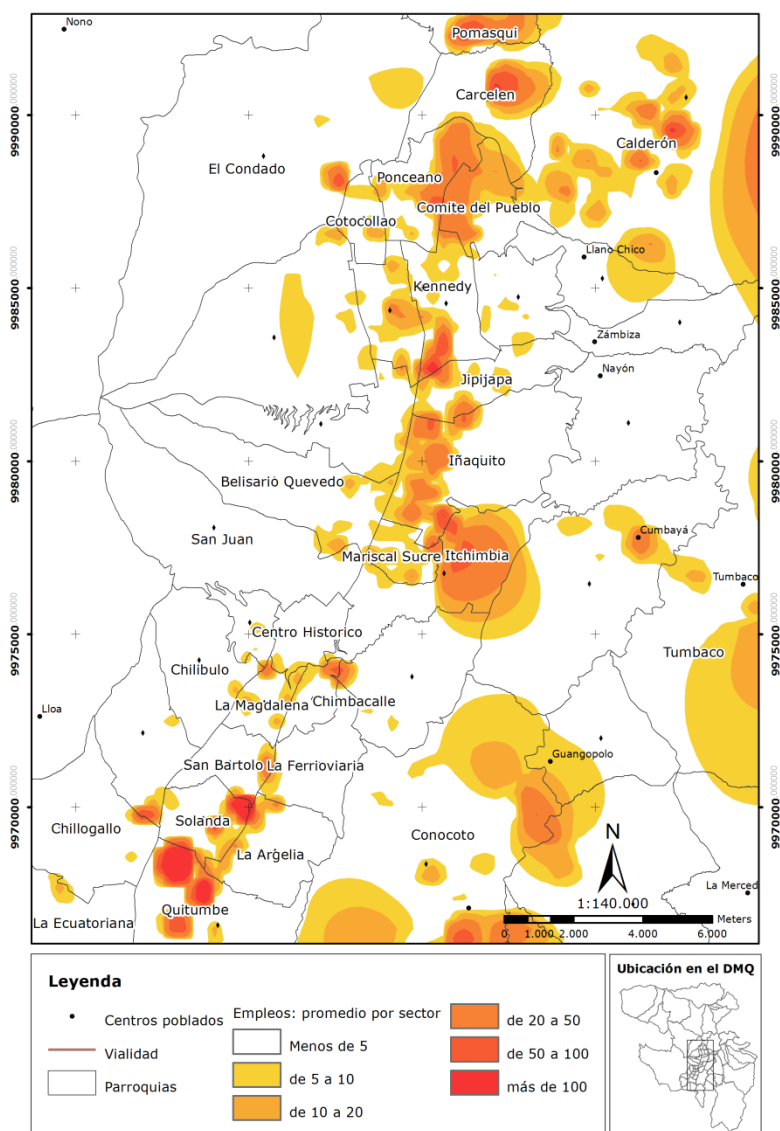 Nono
Pomasqui
Carcelen
9990000,000000
9990000,000000
Calderón
El Condado
Ponceano
Comite del Pueblo
Cotocollao
Llano Chico
9985000,000000
9985000,000000
Kennedy
Zámbiza
Nayón
Jipijapa
9980000,000000
9980000,000000
Iñaquito
Belisario Quevedo
Cumbayá
San Juan
Mariscal Sucre
Itchimbia
Tumbaco
9975000,000000
9975000,000000
Centro Historico
Tumbaco
Chilibulo
La Magdalena
Chimbacalle
Lloa
Guangopolo
San Bartolo
La Ferrioviaria
9970000,000000
9970000,000000
Chillogallo
Solanda
Conocoto
La Argelia
N
La Merced
1:140.000
Quitumbe
La Ecuatoriana
Meters
0 1.000 2.000 4.000 6.000
Leyenda
Centros poblados
Vialidad
Parroquias
Empleos: promedio por sector
Menos de 5
de 5 a 10
de 10 a 20
de 20 a 50
de 50 a 100
más de 100
Ubicación en el DMQ